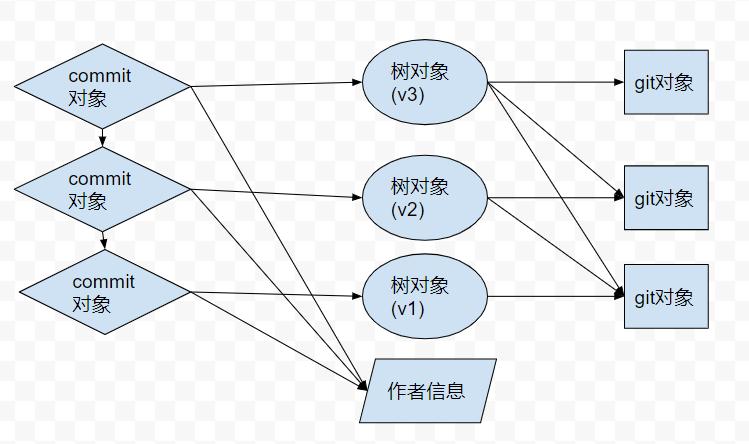 commit
对象
树对象
(v3)
git对象
commit
对象
树对象
(v2)
git对象
commit
对象
树对象
(v1)
git对象
作者信息